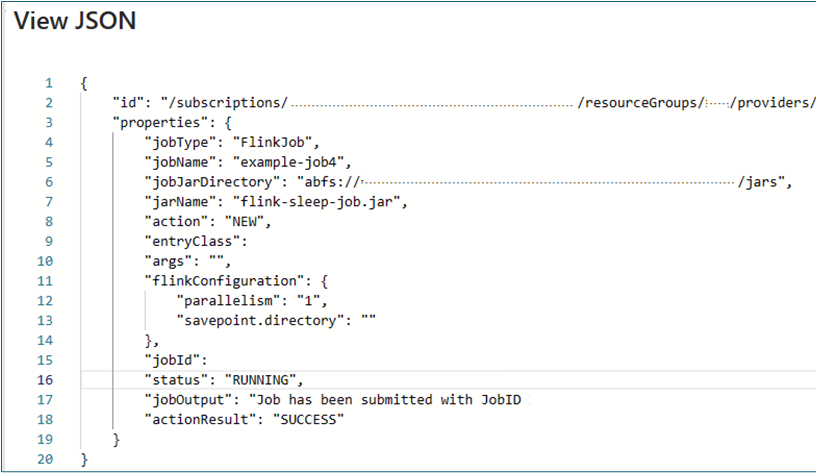 View JSON
1 {
2 "id": "/subscriptions/ /resourceGroups/ /providers/
3 "properties": {
4 "jobType": "FlinkJob",
5 "jobName": "example-job4",
6 "jobJarDirectory": "abfs:// /jars",
7 "jarName": "flink-sleep-job.jar",
8 "action": "NEW",
9 "entryClass":
10 "args": "",
11 "flinkConfiguration": {
12 "parallelism": "1",
13 "savepoint.directory": ""
14 },
15 "jobId":
16 "status": "RUNNING",
17 "jobOutput": "Job has been submitted with JobID
18 "actionResult": "SUCCESS"
19 }
20 }